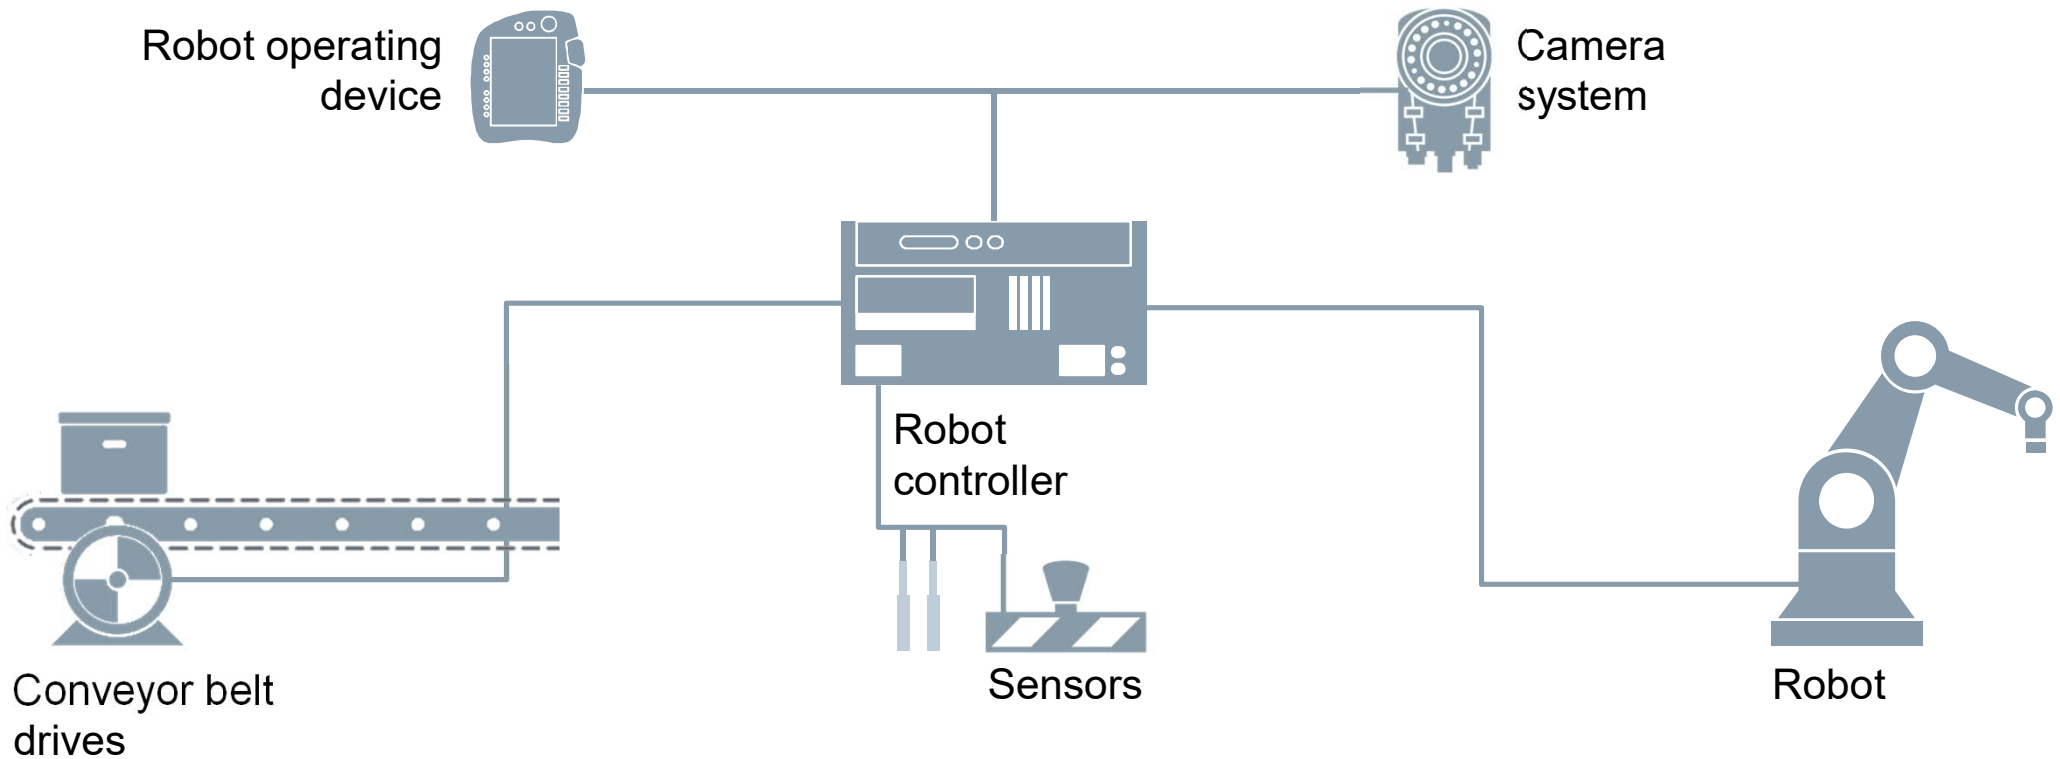 Robot operating
device
Camera
system
Robot
controller
Conveyor belt
drives
Sensors
Robot